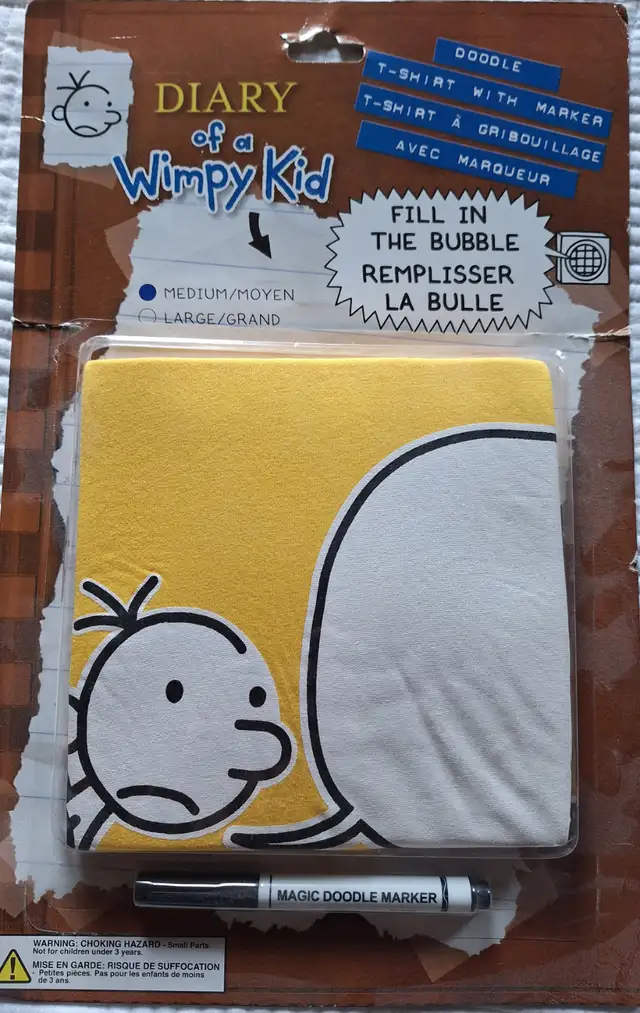 DIARY
of a
Wimpy Kid
DOODLE
T-SHIRT WITH MARKER
T-SHIRT À GRIBOUILLAGE
AVEC MARQUEUR
FILL IN
THE BUBBLE
REMPLISSER
LA BULLE
MEDIUM/MOYEN
LARGE/GRAND
MAGIC DOODLE MARKER
WARNING: CHOKING HAZARD - Small Parts.
Not for children under 3 years.
MISE EN GARDE: RISQUE DE SUFFOCATION
- Petites pièces. Pas pour les enfants de moins
de 3 ans.